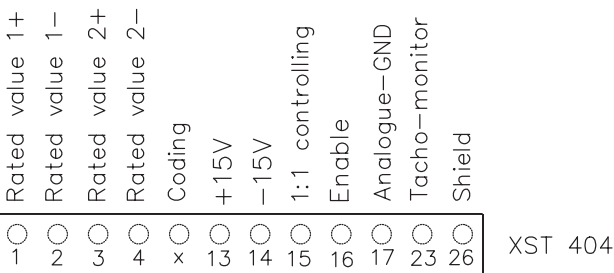 Rated value 1+
Rated value 1−
Rated value 2+
Rated value 2−
Coding
+15V
−15V
1:1 controlling
Enable
Analogue−GND
Tacho−monitor
Shield
1 2 3 4 x 13 14 15 16 17 23 26
XST 404